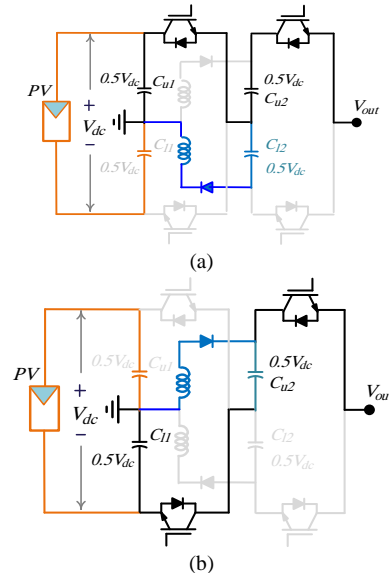 PV
+
V_dc
−
0.5V_dc
C_u1
C_l1
0.5V_dc
0.5V_dc
C_u2
C_l2
0.5V_dc
V_out
(a)
PV
+
V_dc
−
0.5V_dc
C_u1
C_l1
0.5V_dc
0.5V_dc
C_u2
C_l2
0.5V_dc
V_ou
(b)